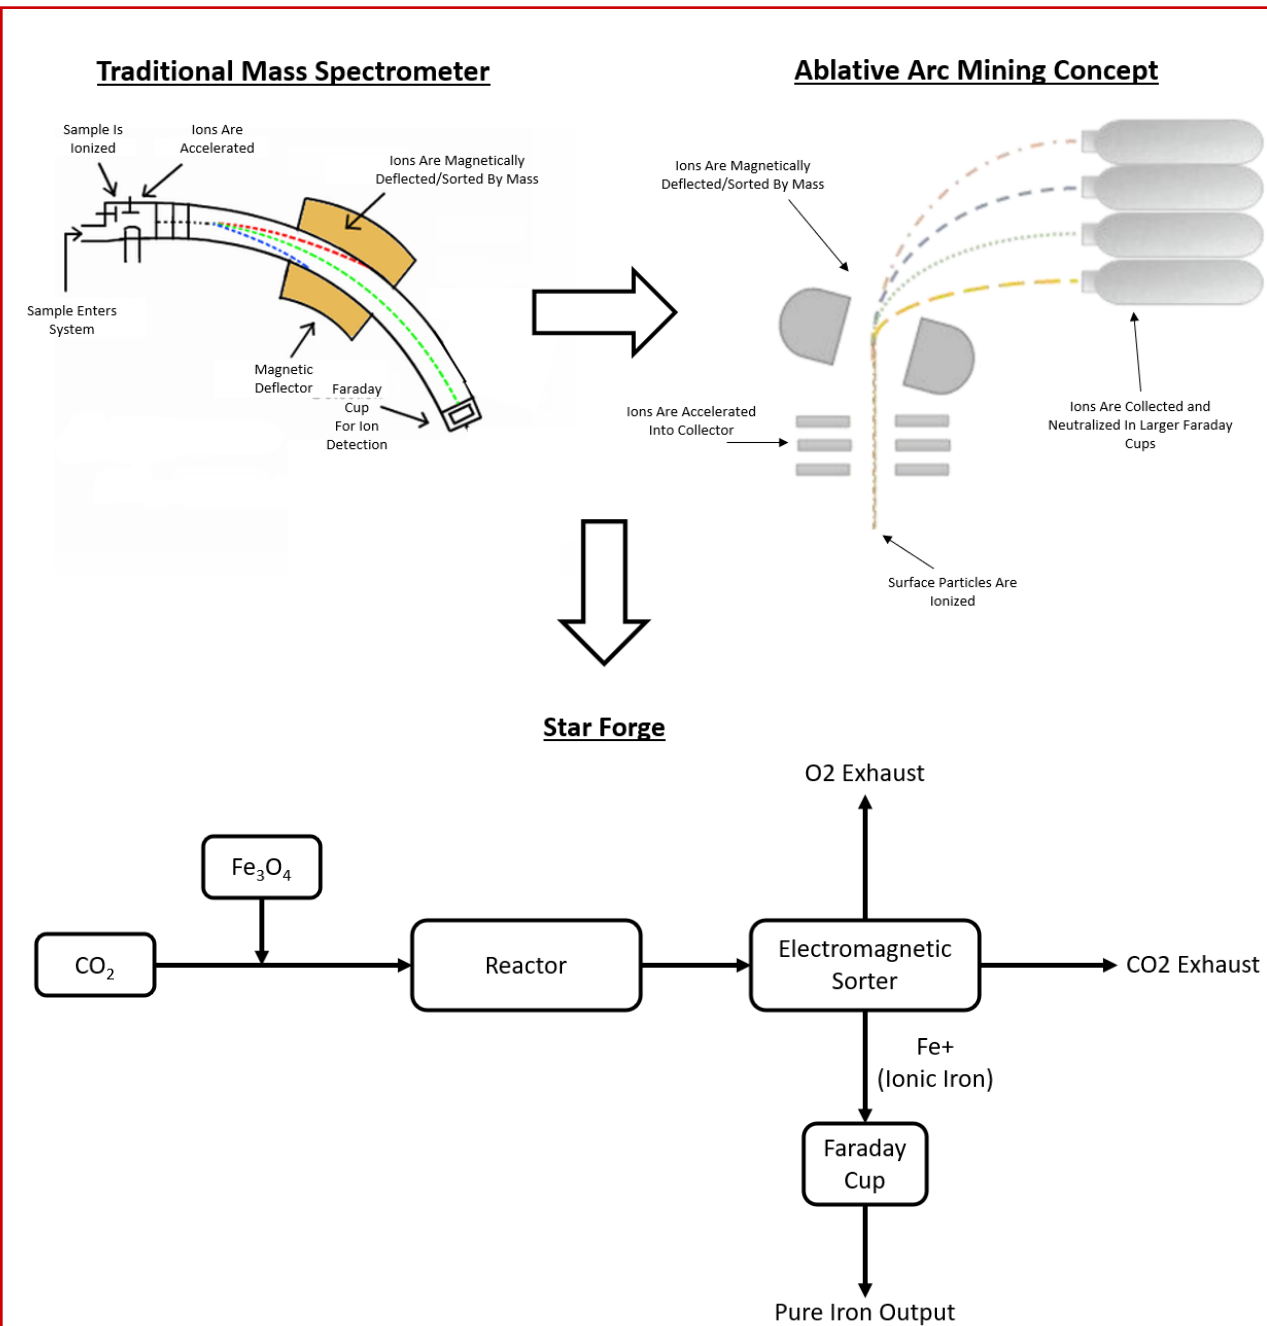 Traditional Mass Spectrometer
Ablative Arc Mining Concept
Sample Is
Ionized
Ions Are
Accelerated
Ions Are Magnetically
Deflected/Sorted By Mass
Sample Enters
System
Magnetic
Deflector
Faraday
Cup
For Ion
Detection
Ions Are Magnetically
Deflected/Sorted By Mass
Ions Are Accelerated
Into Collector
Ions Are Collected and
Neutralized In Larger Faraday
Cups
Surface Particles Are
Ionized
Star Forge
O2 Exhaust
Fe₃O₄
CO₂
Reactor
Electromagnetic
Sorter
CO2 Exhaust
Fe+
(Ionic Iron)
Faraday
Cup
Pure Iron Output